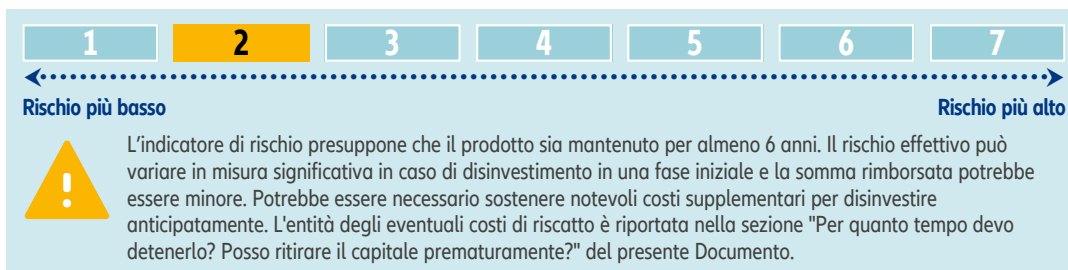 1 2 3 4 5 6 7
Rischio più basso Rischio più alto
L'indicatore di rischio presuppone che il prodotto sia mantenuto per almeno 6 anni. Il rischio effettivo può
variare in misura significativa in caso di disinvestimento in una fase iniziale e la somma rimborsata potrebbe
essere minore. Potrebbe essere necessario sostenere notevoli costi supplementari per disinvestire
anticipatamente. L'entità degli eventuali costi di riscatto è riportata nella sezione "Per quanto tempo devo
detenerlo? Posso ritirare il capitale prematuramente?" del presente Documento.